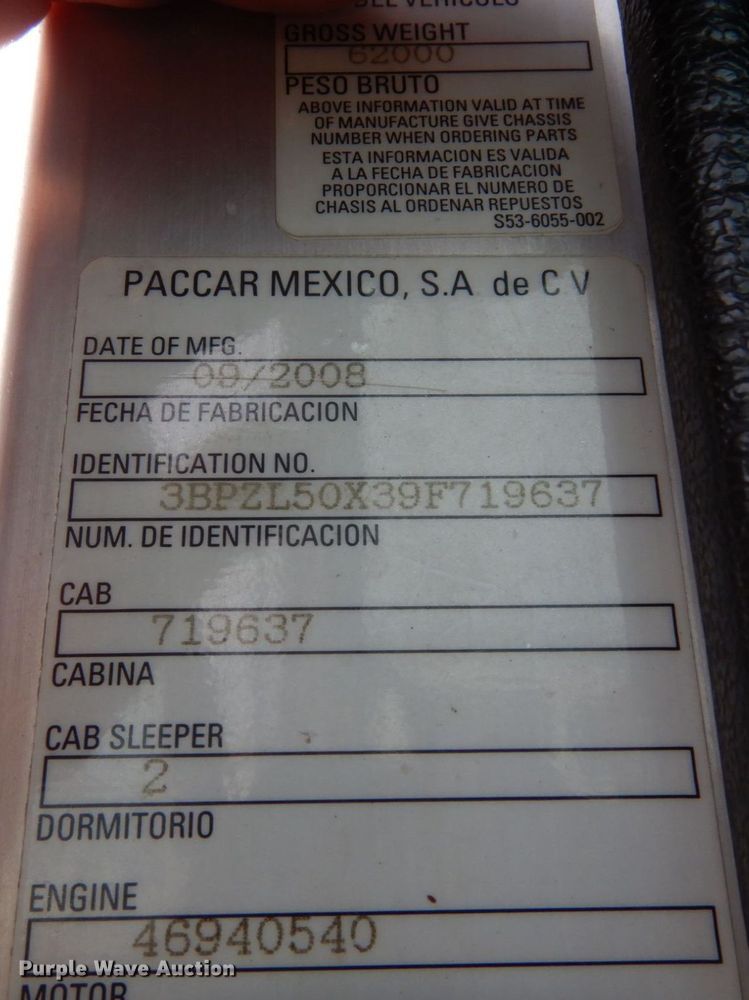 DEL VEHICULO
GROSS WEIGHT
62000
PESO BRUTO
ABOVE INFORMATION VALID AT TIME
OF MANUFACTURE GIVE CHASSIS
NUMBER WHEN ORDERING PARTS
ESTA INFORMACION ES VALIDA
A LA FECHA DE FABRICACION
PROPORCIONAR EL NUMERO DE
CHASIS AL ORDENAR REPUESTOS
S53-6055-002
PACCAR MEXICO, S.A de C V
DATE OF MFG.
09/2008
FECHA DE FABRICACION
IDENTIFICATION NO.
3BPZL50X39F719637
NUM. DE IDENTIFICACION
CAB
719637
CABINA
CAB SLEEPER
2
DORMITORIO
ENGINE
46940540
Purple Wave Auction
MOTOR